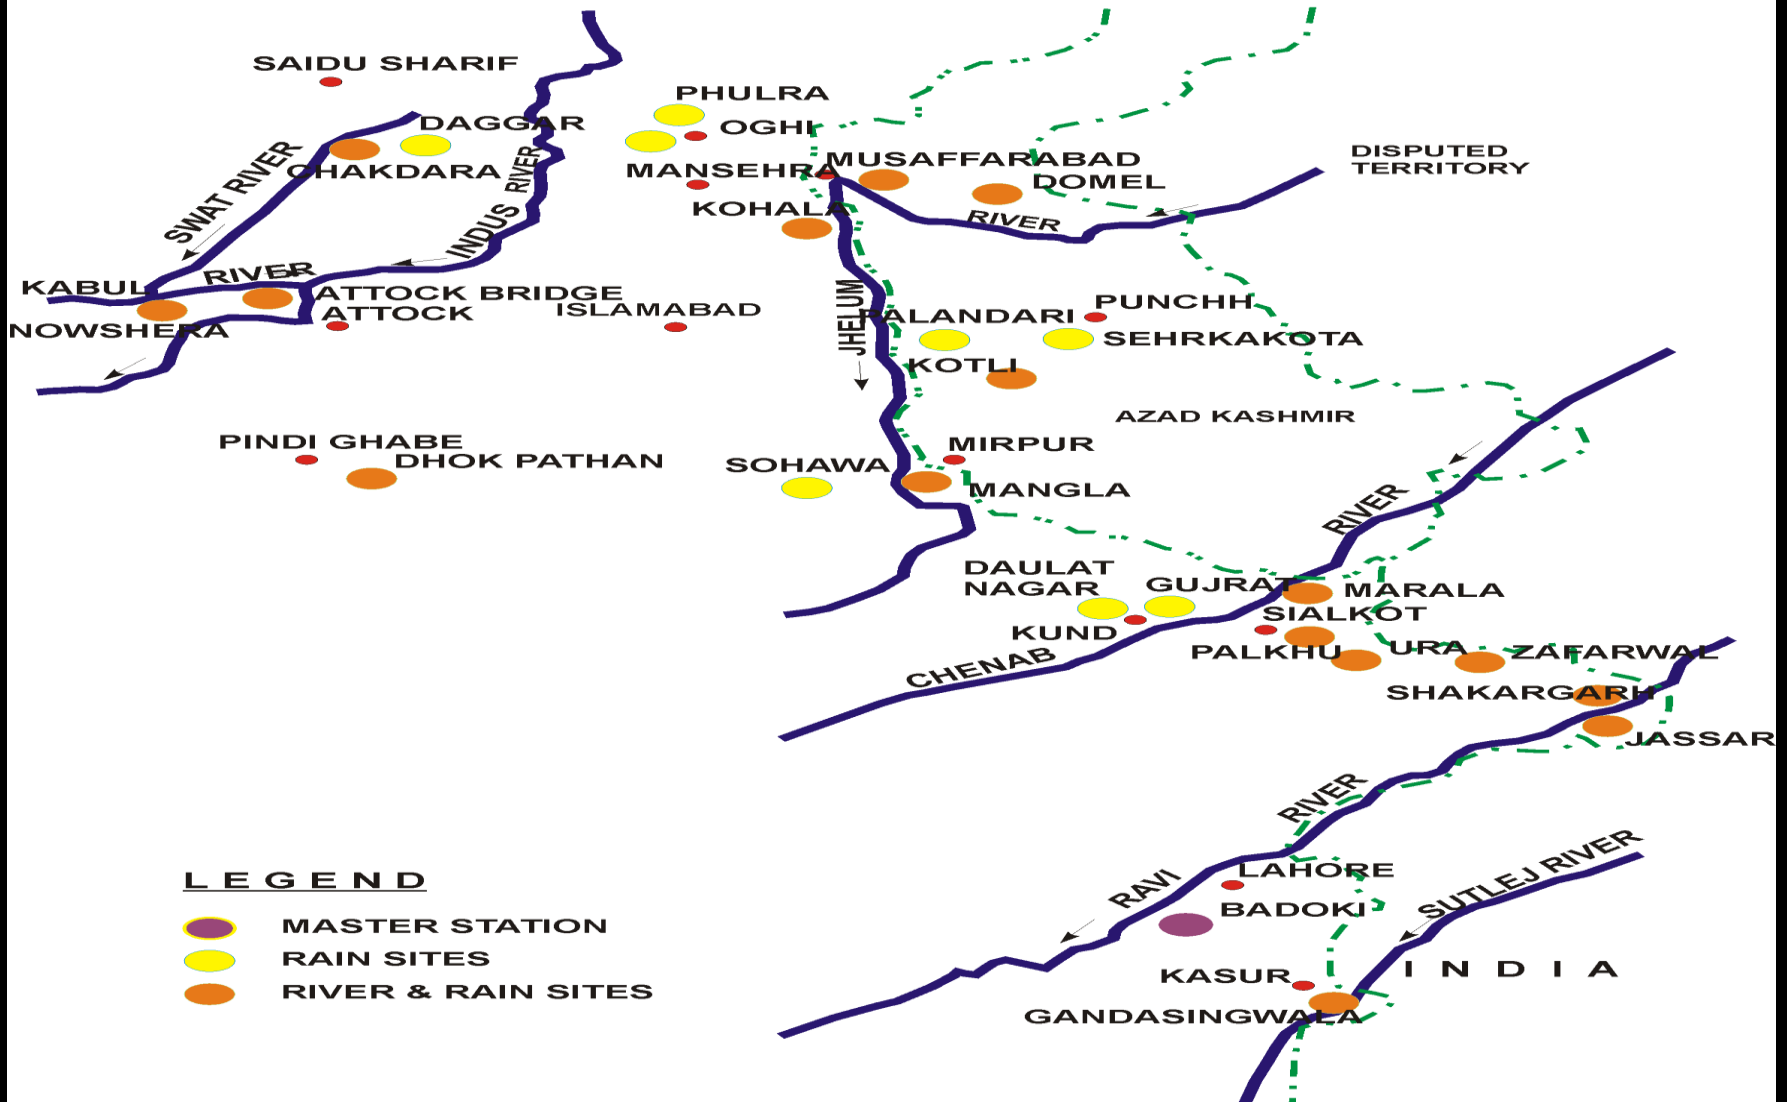 SAIDU SHARIF
PHULRA
DAGGAR
OGHI
DISPUTED
TERRITORY
MUSAFFARABAD
CHAKDARA
MANSEHRA
DOMEL
SWAT RIVER
INDUS RIVER
KOHALA
RIVER
KABUL
RIVER
ATTOCK BRIDGE
ISLAMABAD
ATTOCK
NOWSHERA
JHELUM
PUNCHH
PALANDARI
SEHRKAKOTA
KOTLI
AZAD KASHMIR
PINDI GHABE
DHOK PATHAN
MIRPUR
SOHAWA
MANGLA
RIVER
DAULAT
NAGAR
GUJRAT
MARALA
SIALKOT
KUND
PALKHU
URA
ZAFARWAL
CHENAB
SHAKARGARH
JASSAR
RIVER
RAVI
LAHORE
SUTLEJ RIVER
BADOKI
KASUR
INDIA
GANDASINGWALA
LEGEND
MASTER STATION
RAIN SITES
RIVER & RAIN SITES